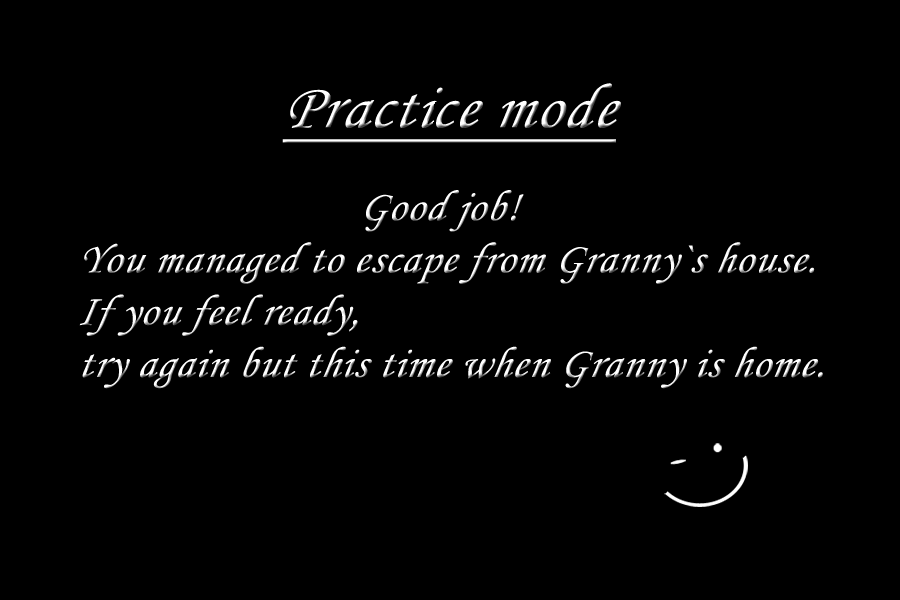 Practice mode
Good job!
You managed to escape from Granny`s house.
If you feel ready,
try again but this time when Granny is home.